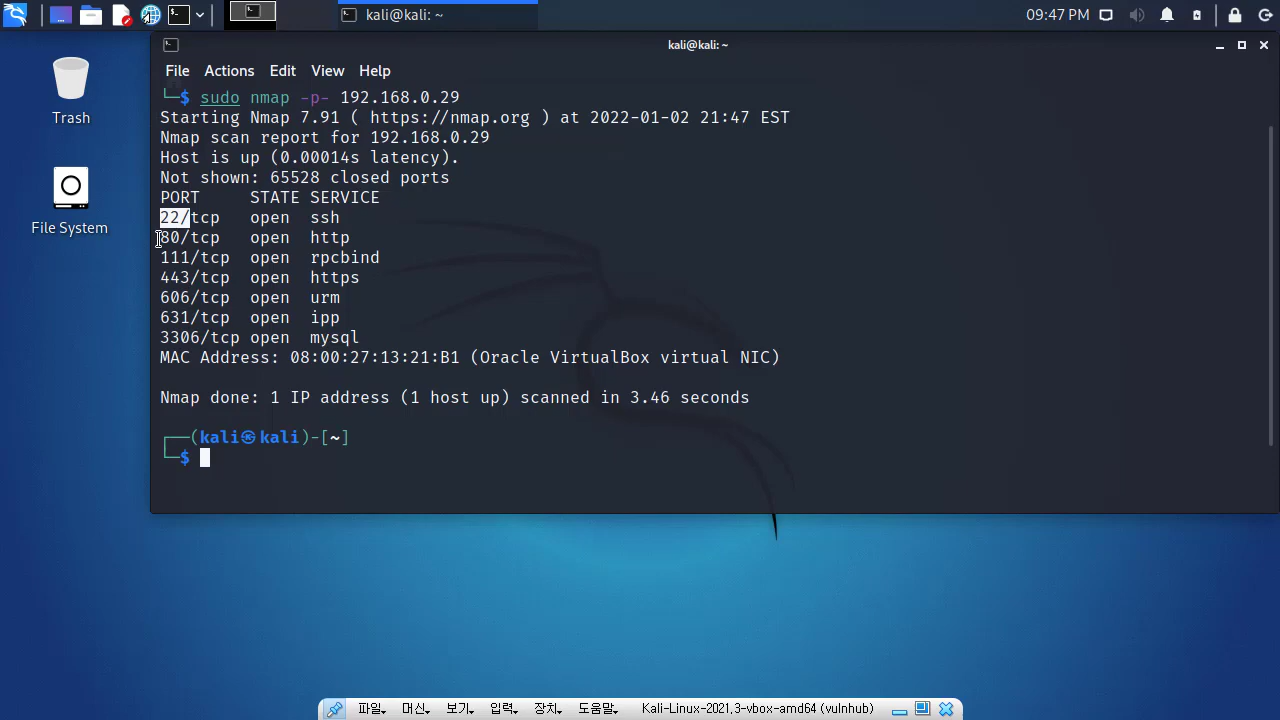 kali@kali: ~
09:47 PM
kali@kali: ~
File Actions Edit View Help
Trash
File System
└─$ sudo nmap -p- 192.168.0.29
Starting Nmap 7.91 ( https://nmap.org ) at 2022-01-02 21:47 EST
Nmap scan report for 192.168.0.29
Host is up (0.00014s latency).
Not shown: 65528 closed ports
PORT     STATE SERVICE
22/tcp   open  ssh
80/tcp   open  http
111/tcp  open  rpcbind
443/tcp  open  https
606/tcp  open  urm
631/tcp  open  ipp
3306/tcp open  mysql
MAC Address: 08:00:27:13:21:B1 (Oracle VirtualBox virtual NIC)
Nmap done: 1 IP address (1 host up) scanned in 3.46 seconds
┌──(kali㉿kali)-[~]
└─$
파일 머신 보기 입력 장치 도움말 Kali-Linux-2021.3-vbox-amd64 (vulnhub)